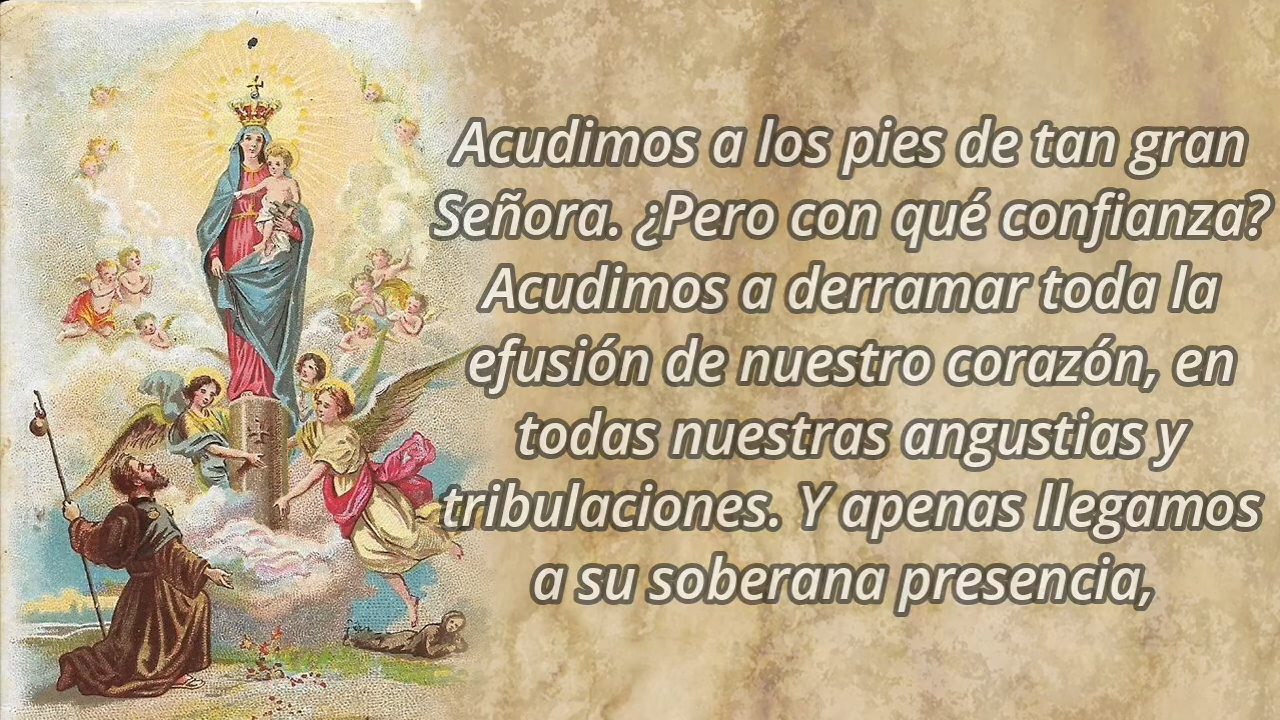 Acudimos a los pies de tan gran
Señora. ¿Pero con qué confianza?
Acudimos a derramar toda la
efusión de nuestro corazón, en
todas nuestras angustias y
tribulaciones. Y apenas llegamos
a su soberana presencia,